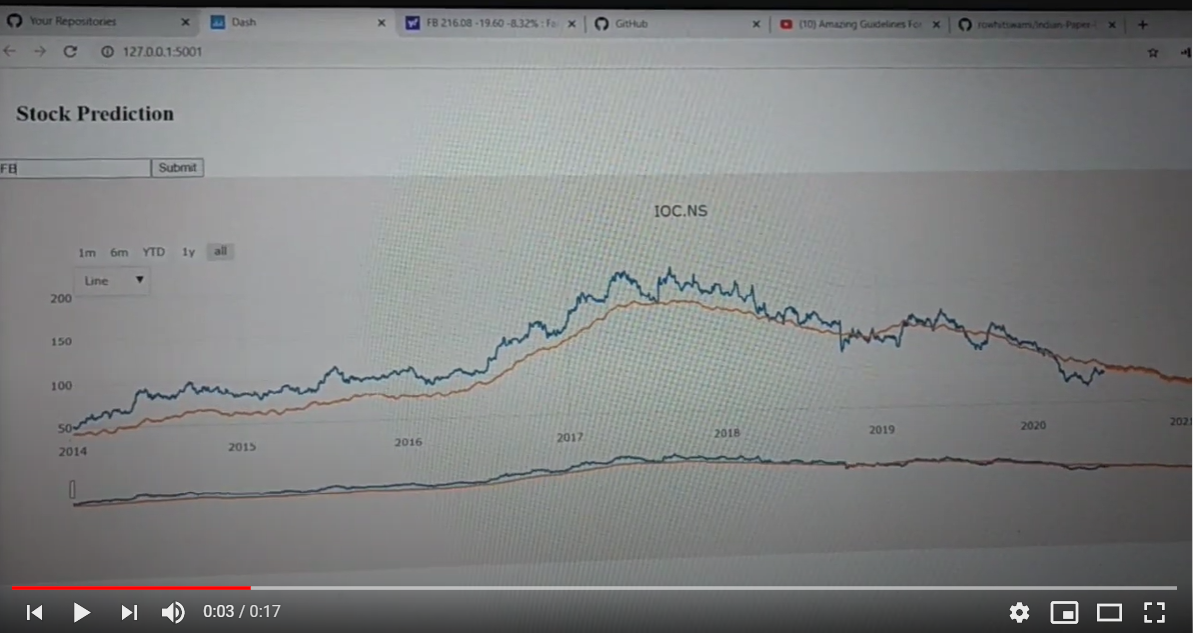 Your Repositories
Dash
FB 216.08 -19.60 -8.32% : Fa
GitHub
(10) Amazing Guidelines For
rowhitswami/Indian-Paper-
127.0.0.1:5001
Stock Prediction
FB
Submit
IOC.NS
1m 6m YTD 1y all
Line
200
150
100
50
2014 2015 2016 2017 2018 2019 2020 2021
0:03 / 0:17